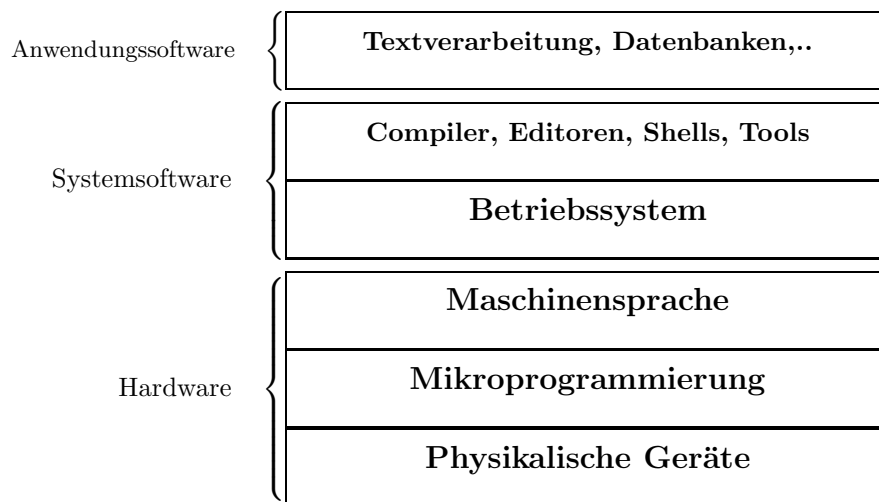 Anwendungssoftware
Textverarbeitung, Datenbanken,..
Systemsoftware
Compiler, Editoren, Shells, Tools
Betriebssystem
Hardware
Maschinensprache
Mikroprogrammierung
Physikalische Geräte